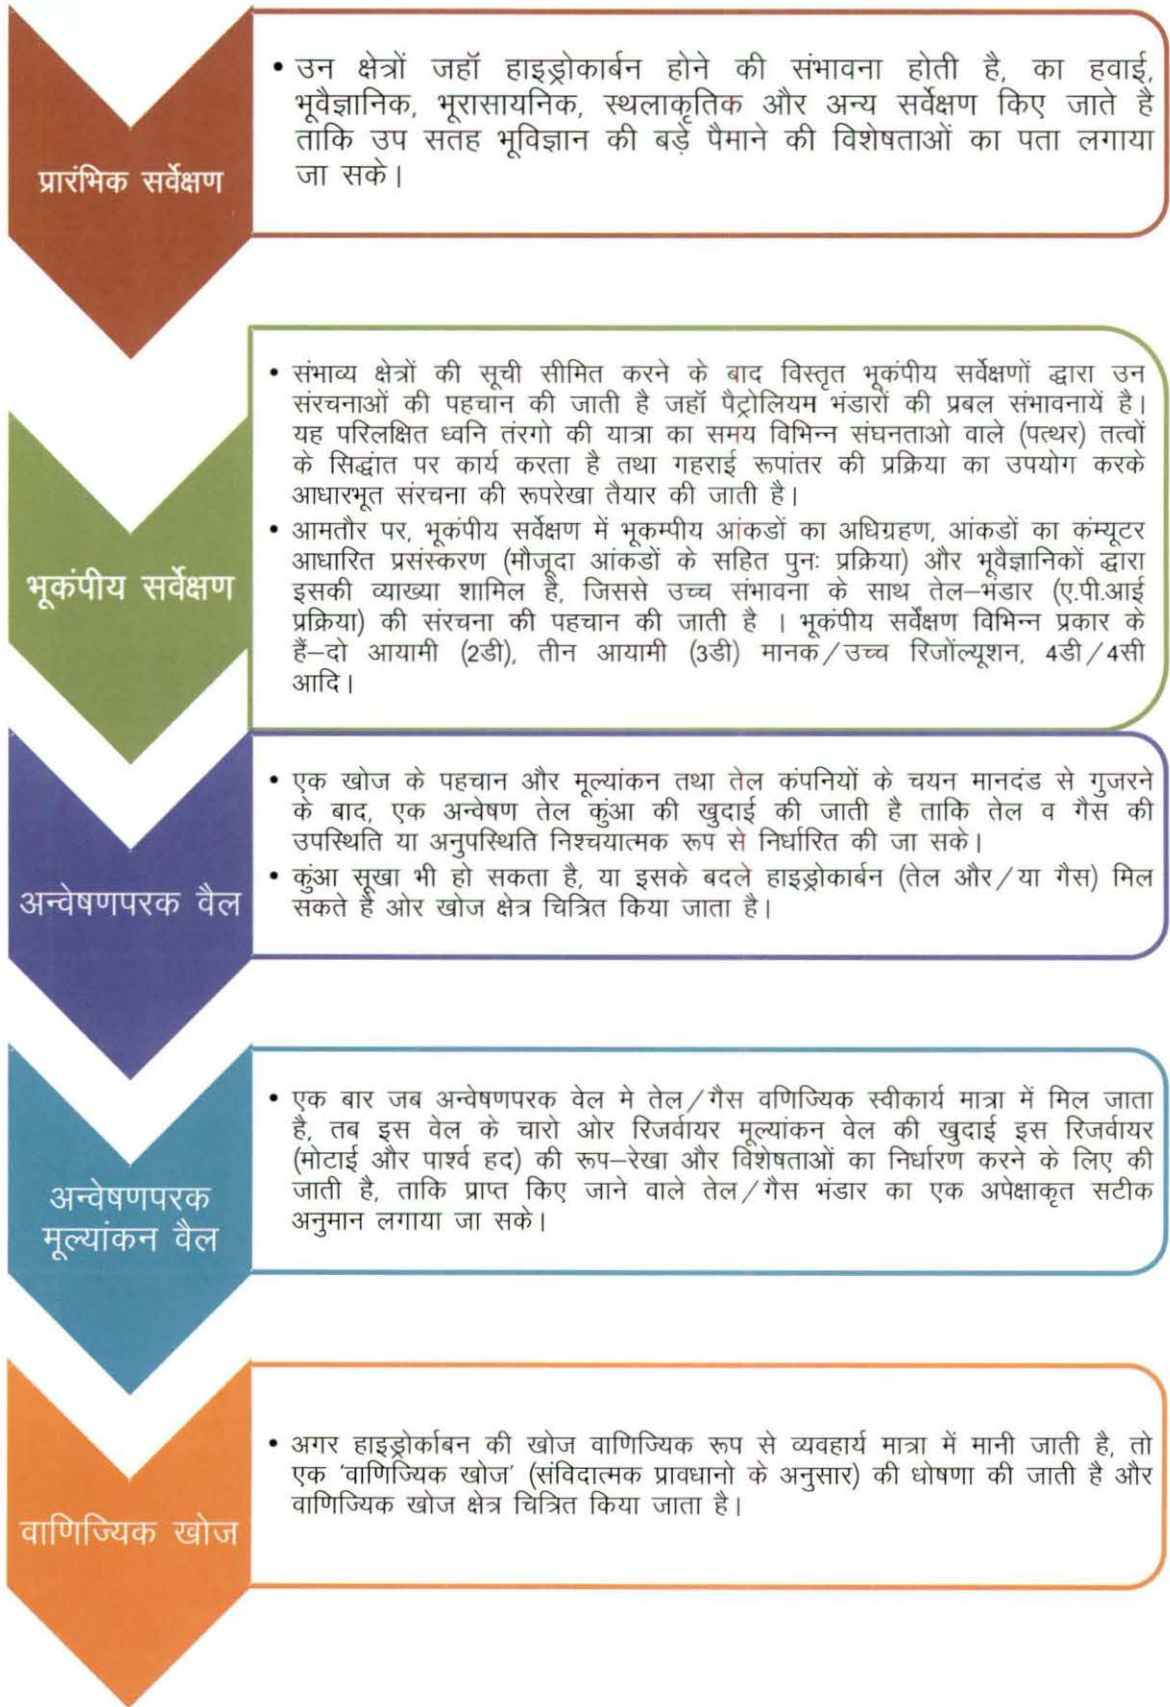 प्रारंभिक सर्वेक्षण
• उन क्षेत्रों जहॉ हाइड्रोकार्बन होने की संभावना होती है, का हवाई,
भूवैज्ञानिक, भूरासायनिक, स्थलाकृतिक और अन्य सर्वेक्षण किए जाते है
ताकि उप सतह भूविज्ञान की बड़े पैमाने की विशेषताओं का पता लगाया
जा सके।
भूकंपीय सर्वेक्षण
• संभाव्य क्षेत्रों की सूची सीमित करने के बाद विस्तृत भूकंपीय सर्वेक्षणों द्वारा उन
संरचनाओं की पहचान की जाती है जहॉ पैट्रोलियम भंडारों की प्रबल संभावनायें है।
यह परिलक्षित ध्वनि तंरगो की यात्रा का समय विभिन्न संघनताओ वाले (पत्थर) तत्वों
के सिद्धांत पर कार्य करता है तथा गहराई रूपांतर की प्रक्रिया का उपयोग करके
आधारभूत संरचना की रूपरेखा तैयार की जाती है।
• आमतौर पर, भूकंपीय सर्वेक्षण में भूकम्पीय आंकडों का अधिग्रहण, आंकडों का कंम्यूटर
आधारित प्रसंस्करण (मौजूदा आंकडों के सहित पुनः प्रक्रिया) और भूवैज्ञानिकों द्वारा
इसकी व्याख्या शामिल है, जिससे उच्च संभावना के साथ तेल–भंडार (ए.पी.आई
प्रक्रिया) की संरचना की पहचान की जाती है । भूकंपीय सर्वेक्षण विभिन्न प्रकार के
हैं–दो आयामी (2डी), तीन आयामी (3डी) मानक/उच्च रिजोंल्यूशन, 4डी/4सी
आदि।
अन्वेषणपरक वैल
• एक खोज के पहचान और मूल्यांकन तथा तेल कंपनियों के चयन मानदंड से गुजरने
के बाद, एक अन्वेषण तेल कुंआ की खुदाई की जाती है ताकि तेल व गैस की
उपस्थिति या अनुपस्थिति निश्चयात्मक रूप से निर्धारित की जा सके।
• कुंआ सूखा भी हो सकता है, या इसके बदले हाइड्रोकार्बन (तेल और/या गैस) मिल
सकते है ओर खोज क्षेत्र चित्रित किया जाता है।
अन्वेषणपरक
मूल्यांकन वैल
• एक बार जब अन्वेषणपरक वेल मे तेल/गैस वणिज्यिक स्वीकार्य मात्रा में मिल जाता
है, तब इस वेल के चारो ओर रिजर्वायर मूल्यांकन वेल की खुदाई इस रिजर्वायर
(मोटाई और पार्श्व हद) की रूप–रेखा और विशेषताओं का निर्धारण करने के लिए की
जाती है, ताकि प्राप्त किए जाने वाले तेल/गैस भंडार का एक अपेक्षाकृत सटीक
अनुमान लगाया जा सके।
वाणिज्यिक खोज
• अगर हाइड्रोर्काबन की खोज वाणिज्यिक रूप से व्यवहार्य मात्रा में मानी जाती है, तो
एक 'वाणिज्यिक खोज' (संविदात्मक प्रावधानो के अनुसार) की धोषणा की जाती है और
वाणिज्यिक खोज क्षेत्र चित्रित किया जाता है।